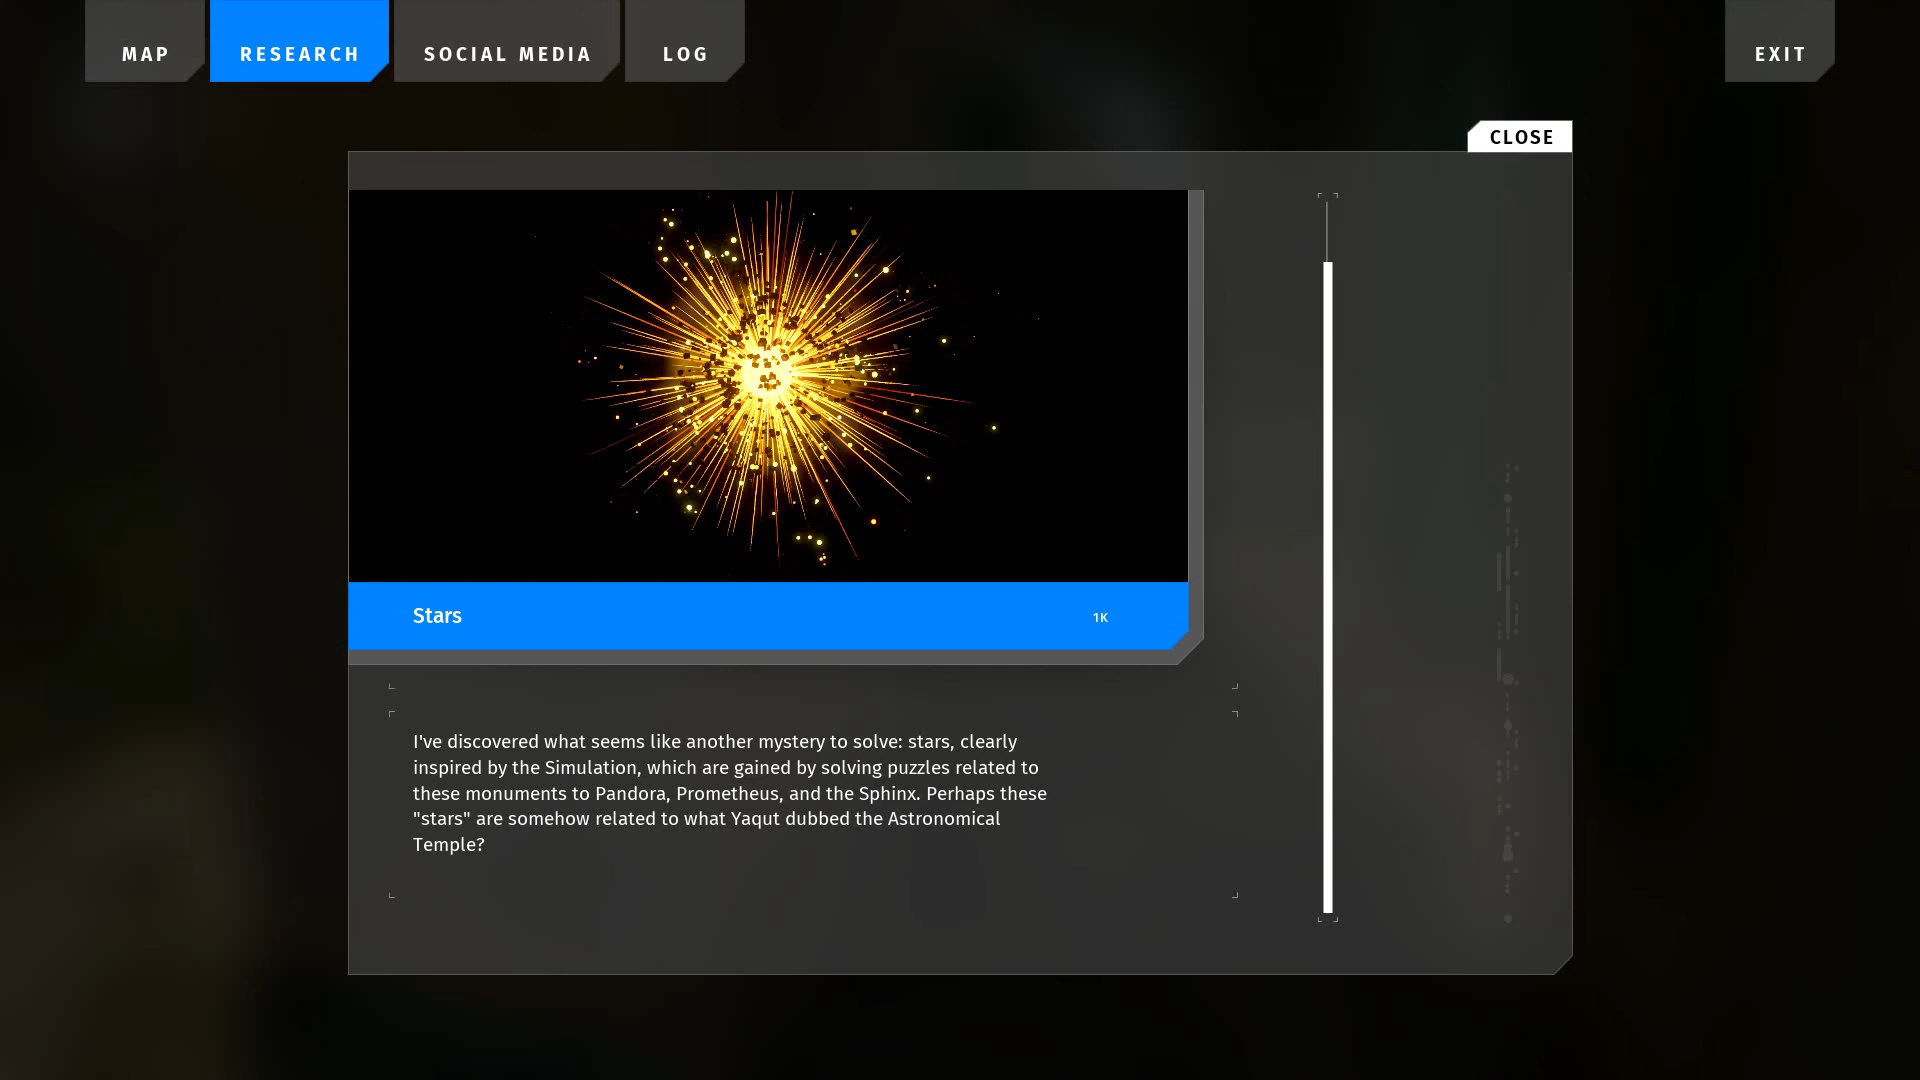 MAP
RESEARCH
SOCIAL MEDIA
LOG
EXIT
CLOSE
Stars
1K
I've discovered what seems like another mystery to solve: stars, clearly
inspired by the Simulation, which are gained by solving puzzles related to
these monuments to Pandora, Prometheus, and the Sphinx. Perhaps these
"stars" are somehow related to what Yaqut dubbed the Astronomical
Temple?